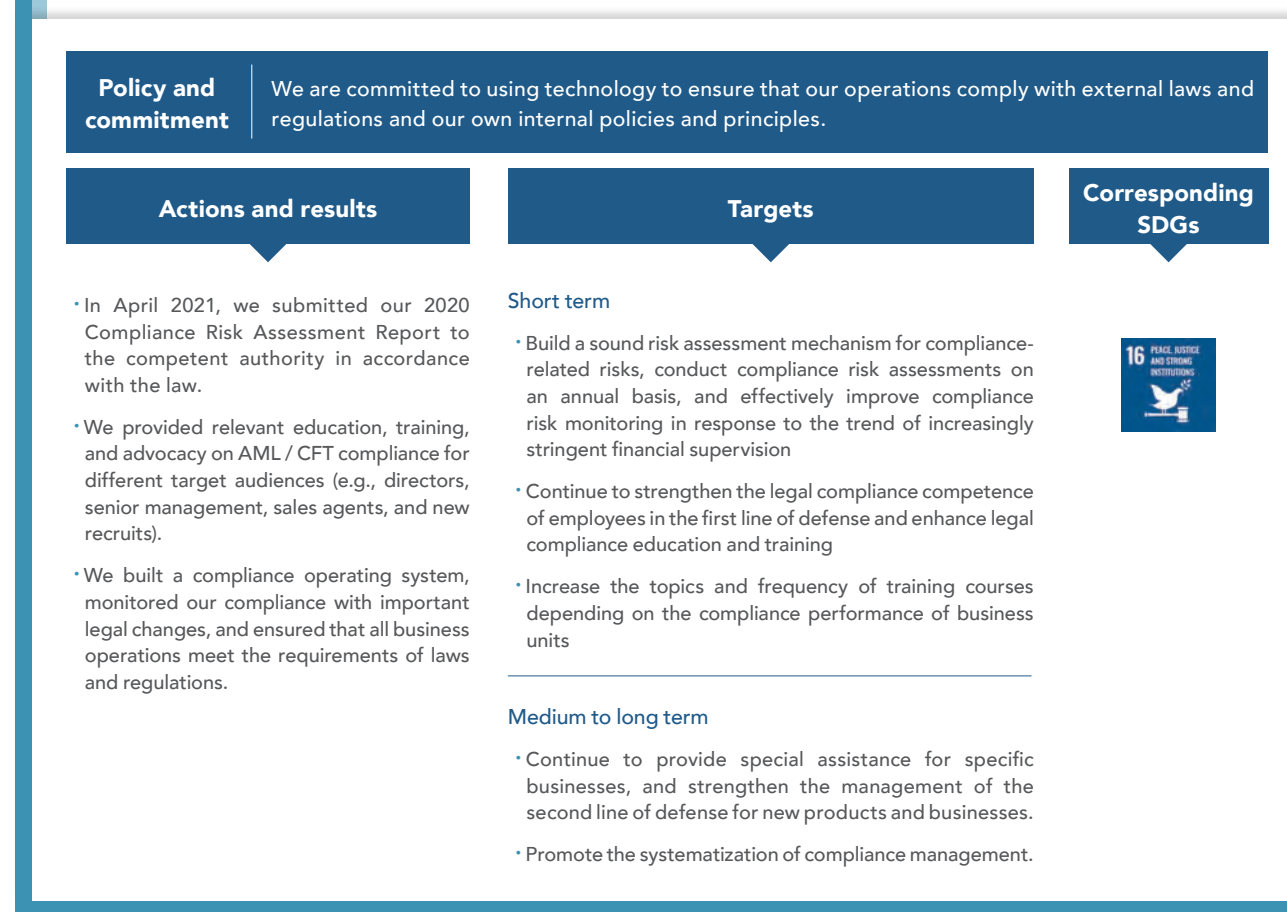 Policy and
commitment
We are committed to using technology to ensure that our operations comply with external laws and
regulations and our own internal policies and principles.
Actions and results
・In April 2021, we submitted our 2020
Compliance Risk Assessment Report to
the competent authority in accordance
with the law.
・We provided relevant education, training,
and advocacy on AML / CFT compliance for
different target audiences (e.g., directors,
senior management, sales agents, and new
recruits).
・We built a compliance operating system,
monitored our compliance with important
legal changes, and ensured that all business
operations meet the requirements of laws
and regulations.
Targets
Short term
・Build a sound risk assessment mechanism for compliance-
related risks, conduct compliance risk assessments on
an annual basis, and effectively improve compliance
risk monitoring in response to the trend of increasingly
stringent financial supervision
・Continue to strengthen the legal compliance competence
of employees in the first line of defense and enhance legal
compliance education and training
・Increase the topics and frequency of training courses
depending on the compliance performance of business
units
Medium to long term
・Continue to provide special assistance for specific
businesses, and strengthen the management of the
second line of defense for new products and businesses.
・Promote the systematization of compliance management.
Corresponding
SDGs
16 PEACE, JUSTICE
AND STRONG
INSTITUTIONS